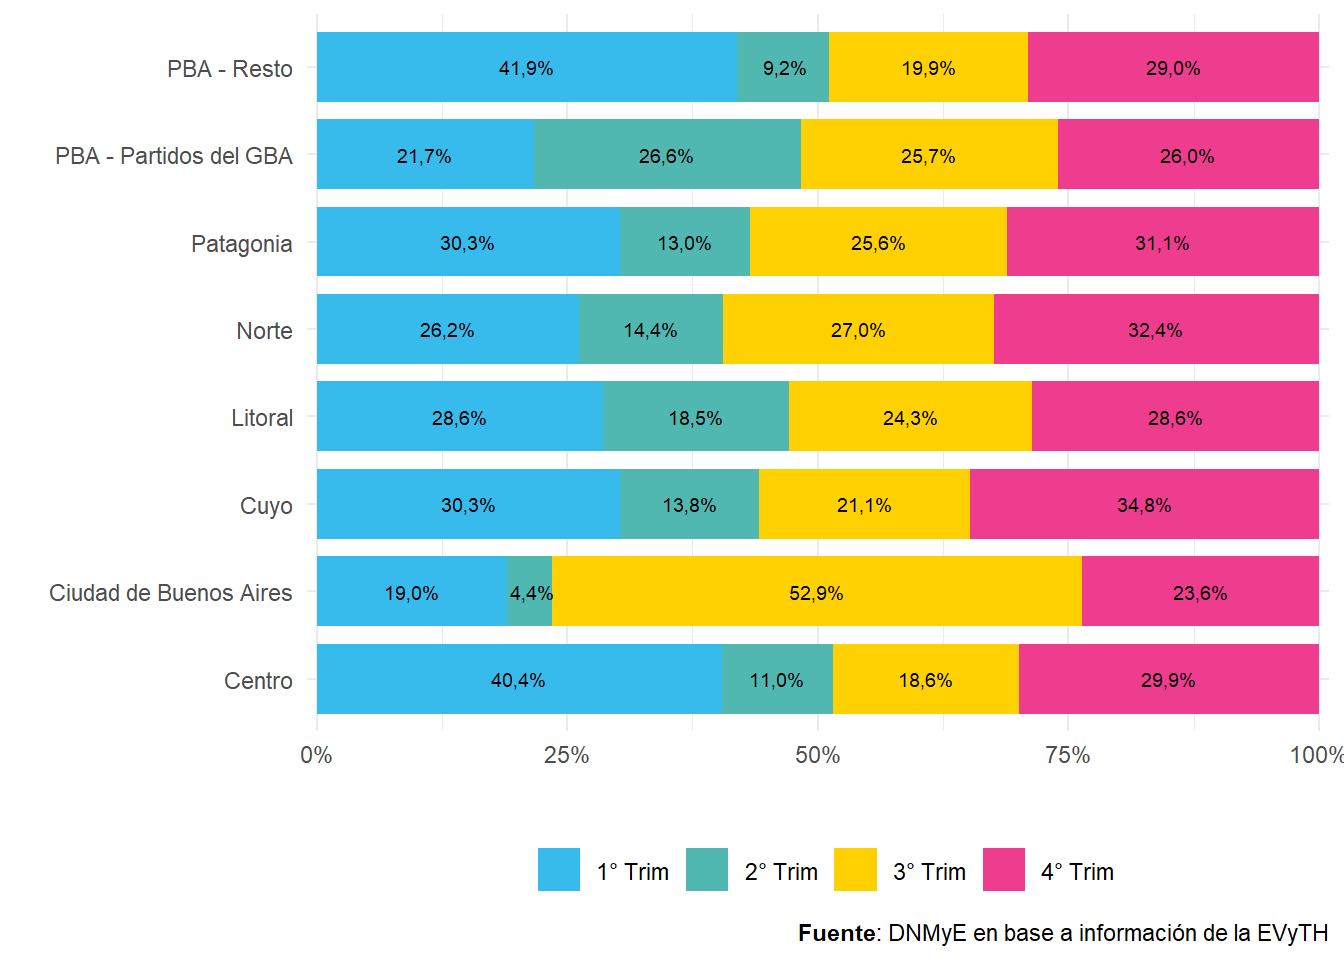 PBA - Resto 41,9% 9,2% 19,9% 29,0%
PBA - Partidos del GBA 21,7% 26,6% 25,7% 26,0%
Patagonia 30,3% 13,0% 25,6% 31,1%
Norte 26,2% 14,4% 27,0% 32,4%
Litoral 28,6% 18,5% 24,3% 28,6%
Cuyo 30,3% 13,8% 21,1% 34,8%
Ciudad de Buenos Aires 19,0% 4,4% 52,9% 23,6%
Centro 40,4% 11,0% 18,6% 29,9%
0% 25% 50% 75% 100%
1° Trim 2° Trim 3° Trim 4° Trim
Fuente: DNMyE en base a información de la EVyTH